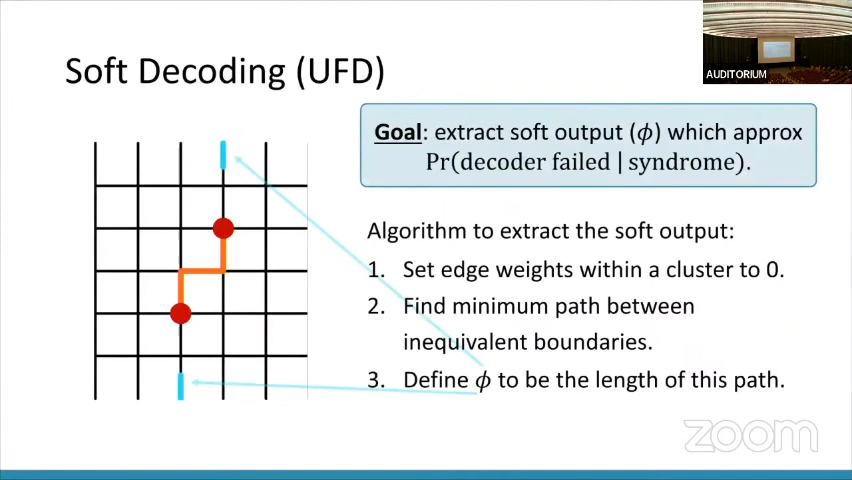 Soft Decoding (UFD)
AUDITORIUM
Goal: extract soft output (ϕ) which approx
Pr(decoder failed | syndrome).
Algorithm to extract the soft output:
1. Set edge weights within a cluster to 0.
2. Find minimum path between
inequivalent boundaries.
3. Define ϕ to be the length of this path.
zoom